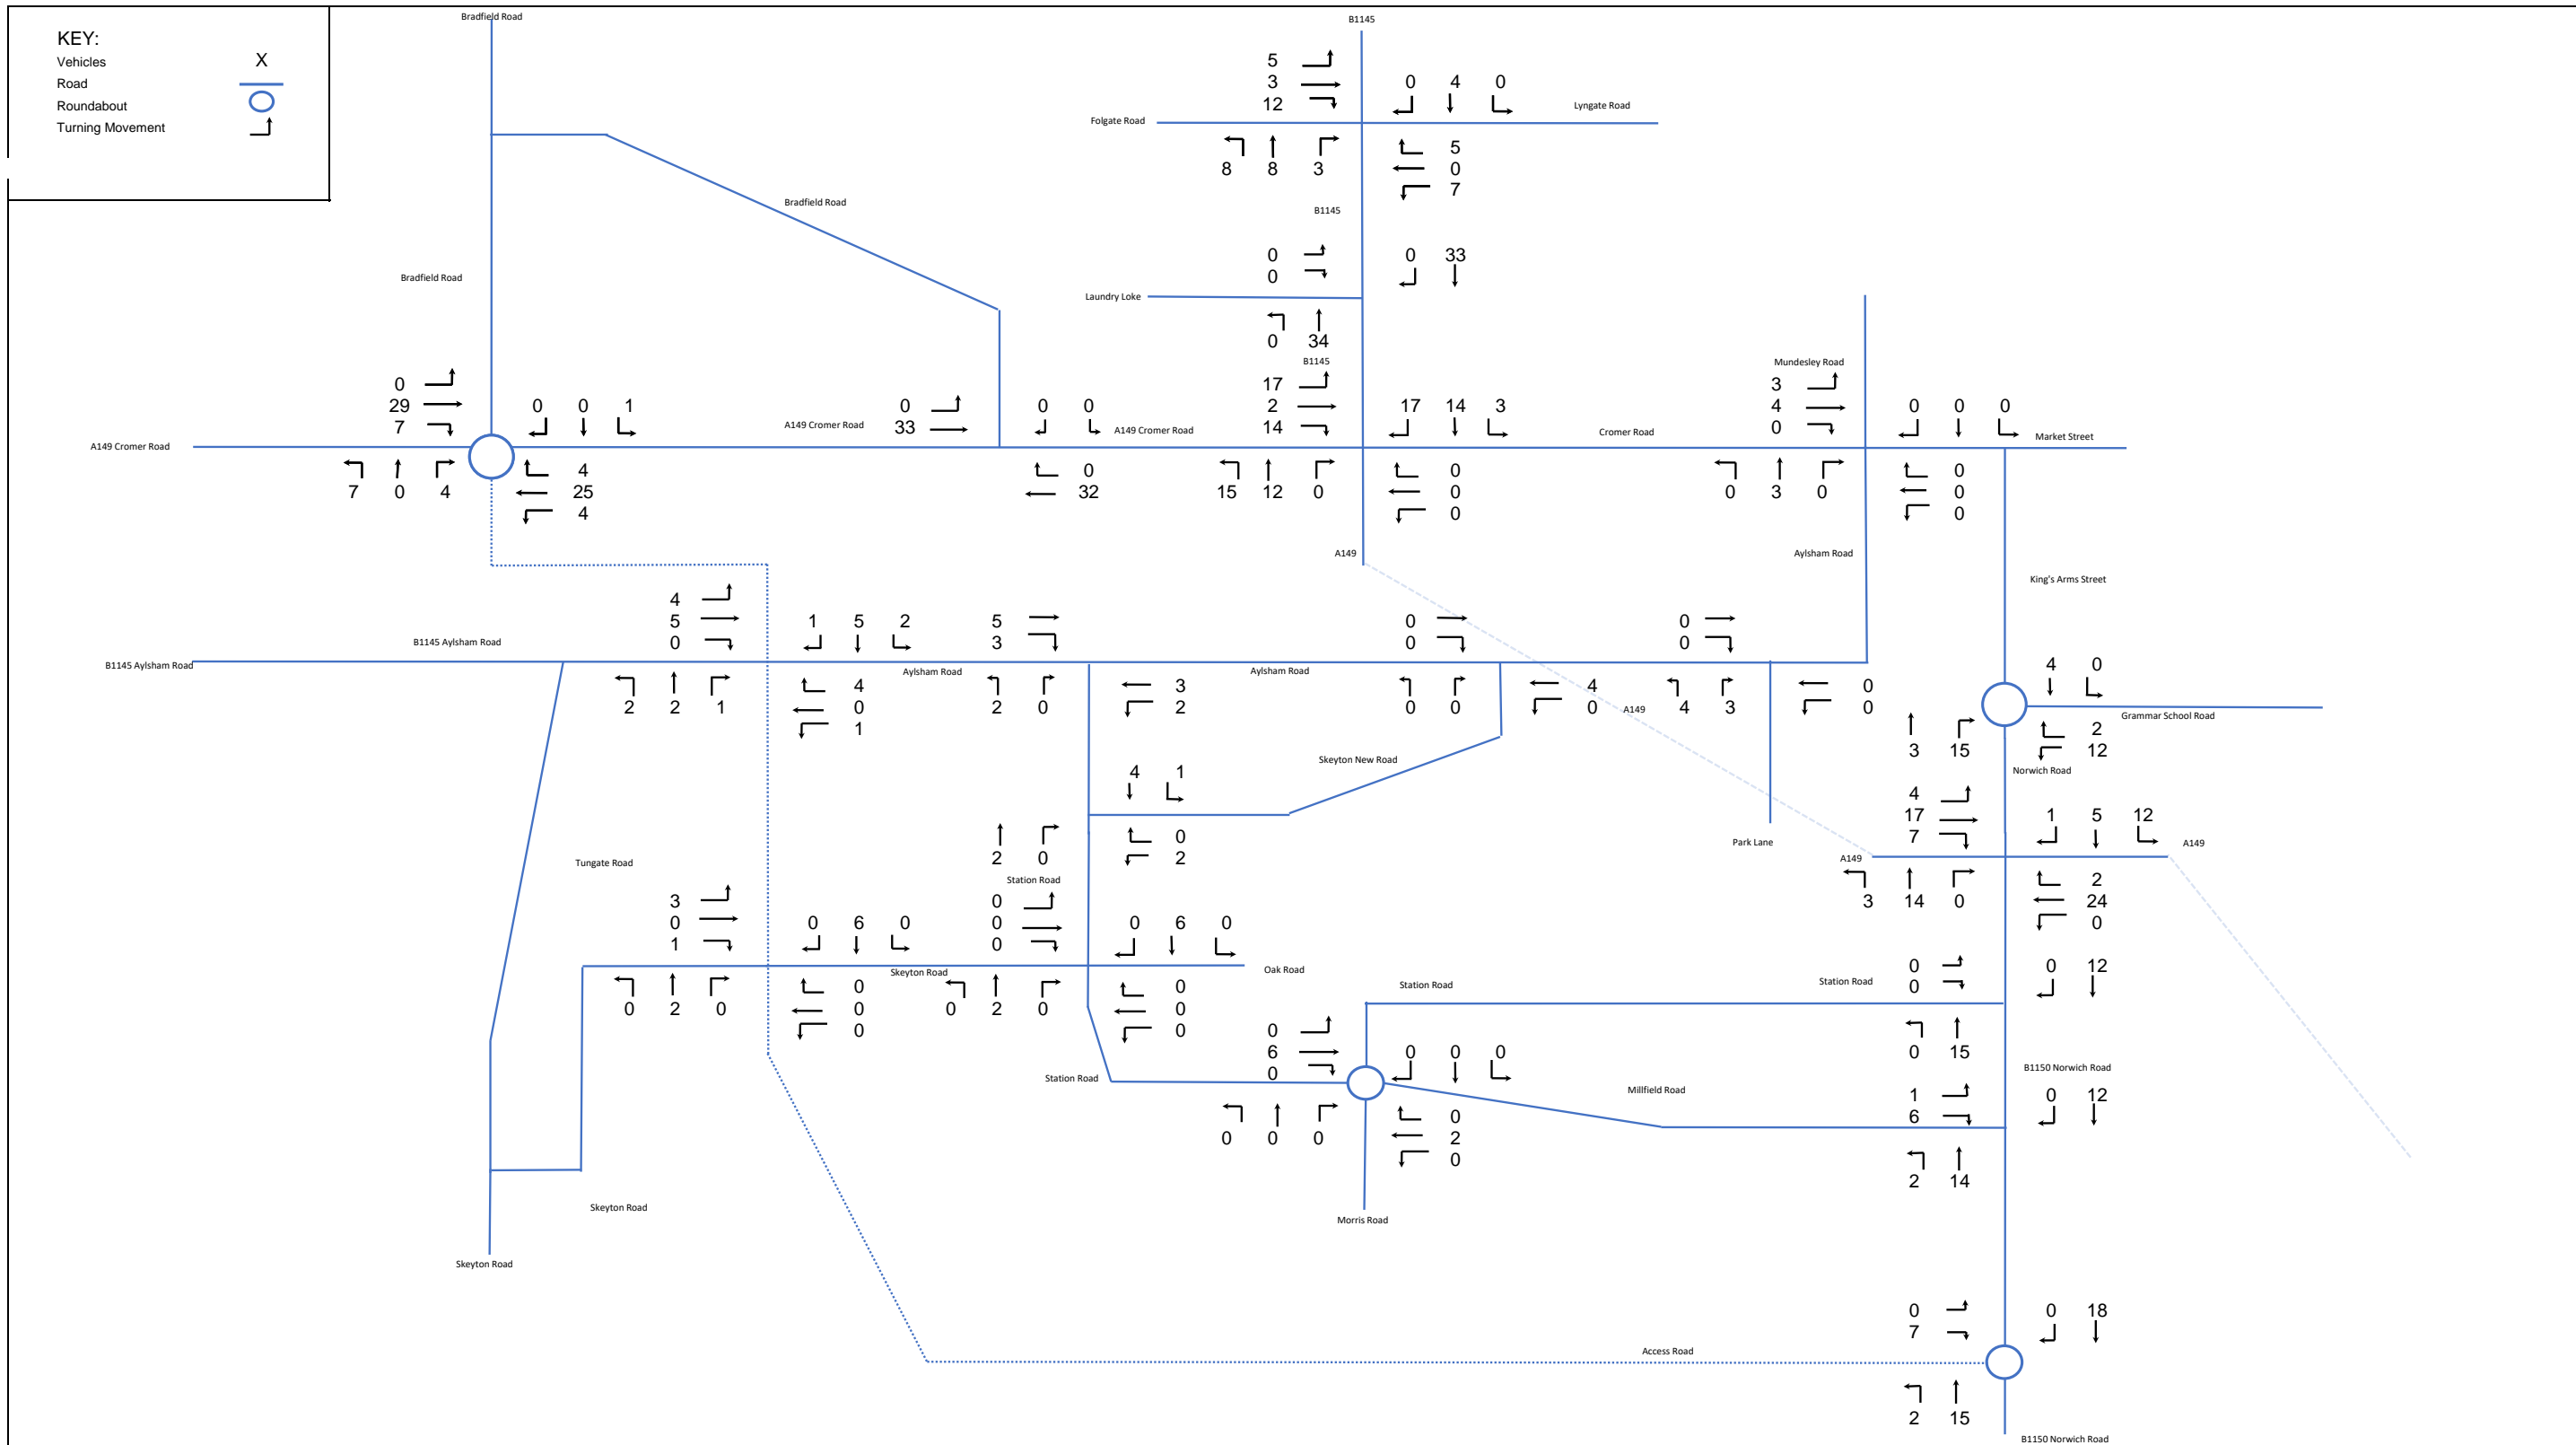 Bradfield Road
B1145
KEY:
Vehicles X
Road
Roundabout
Turning Movement
5
3
12
0 4 0
Lyngate Road
Folgate Road
8 8 3
5
0
7
Bradfield Road
B1145
Bradfield Road
0
0
0 33
Laundry Loke
0 34
B1145
Mundesley Road
0
29
7
0 0 1
A149 Cromer Road
0
33
0 0
A149 Cromer Road
17
2
14
17 14 3
Cromer Road
3
4
0
0 0 0
Market Street
A149 Cromer Road
7 0 4
4
25
4
0
32
15 12 0
0
0
0
0 3 0
0
0
0
A149
Aylsham Road
King's Arms Street
4
5
0
1 5 2
5
3
0
0
0
0
B1145 Aylsham Road
B1145 Aylsham Road
Aylsham Road
Aylsham Road
4 0
2 2 1
4
0
1
2 0
3
2
0 0
4
0
A149
4 3
0
0
Grammar School Road
3 15
2
12
Skeyton New Road
Norwich Road
4 1
4
17
7
1 5 12
A149
Park Lane
0
2
2 0
Tungate Road
A149
Station Road
3 14 0
2
24
0
3
0
1
0 6 0
0
0
0
0 6 0
Skeyton Road
Oak Road
0
0
0 12
Station Road
Station Road
0 2 0
0
0
0
0 2 0
0
0
0
0
6
0
0 0 0
0 15
B1150 Norwich Road
Station Road
Millfield Road
1
6
0 12
0 0 0
0
2
0
2 14
Skeyton Road
Morris Road
Skeyton Road
0
7
0 18
Access Road
2 15
B1150 Norwich Road